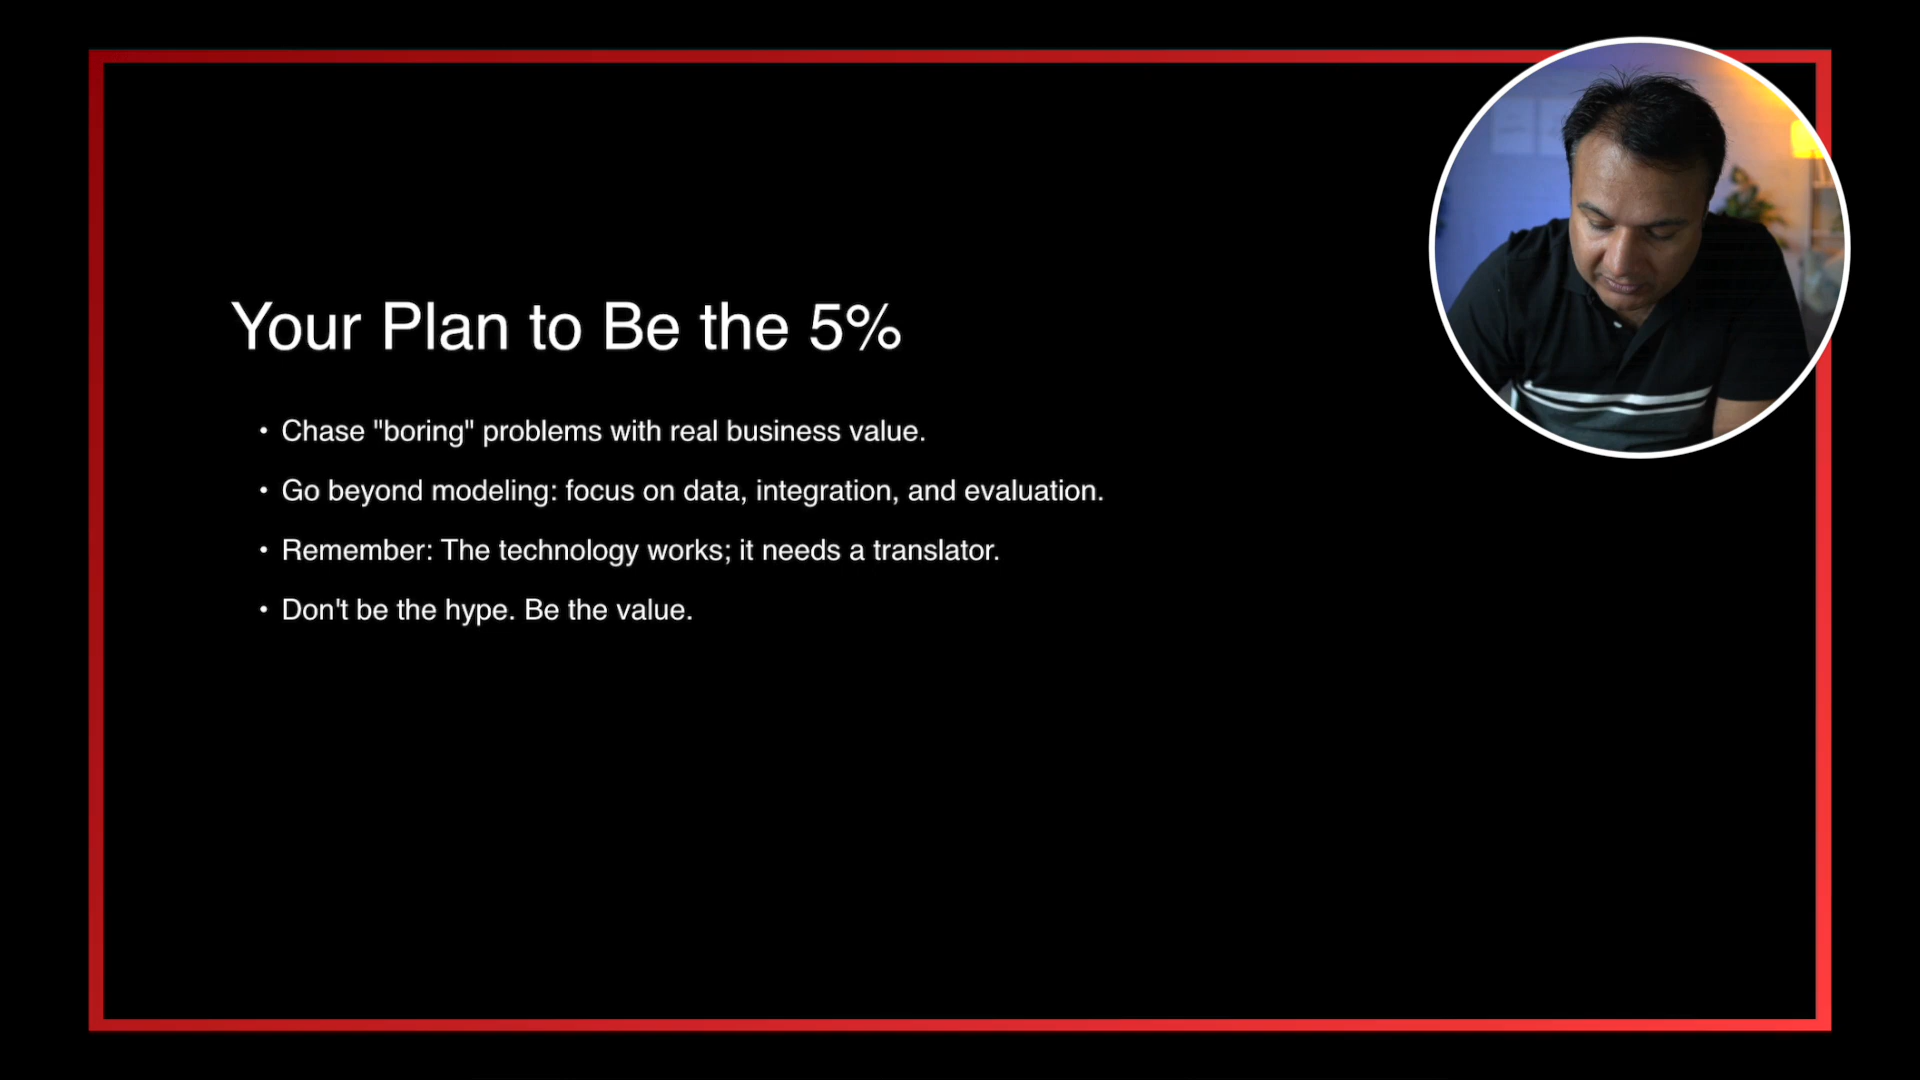 Your Plan to Be the 5%
• Chase "boring" problems with real business value.
• Go beyond modeling: focus on data, integration, and evaluation.
• Remember: The technology works; it needs a translator.
• Don't be the hype. Be the value.